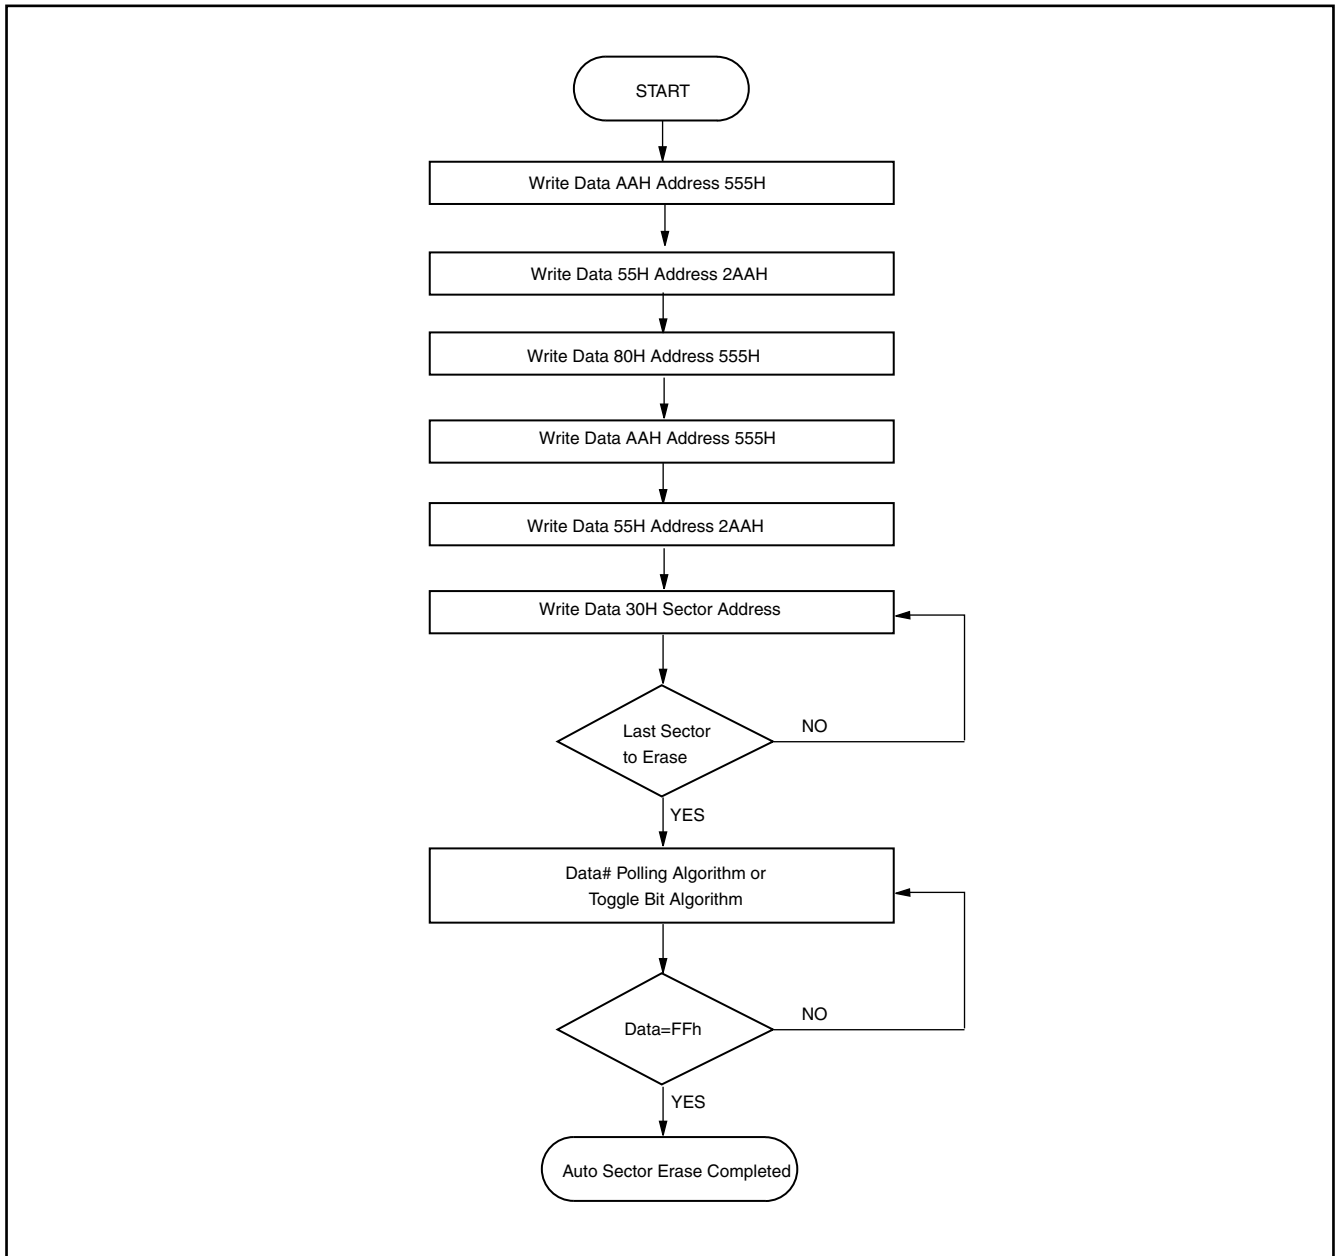 START
Write Data AAH Address 555H
Write Data 55H Address 2AAH
Write Data 80H Address 555H
Write Data AAH Address 555H
Write Data 55H Address 2AAH
Write Data 30H Sector Address
Last Sector
to Erase
NO
YES
Data# Polling Algorithm or
Toggle Bit Algorithm
Data=FFh
NO
YES
Auto Sector Erase Completed